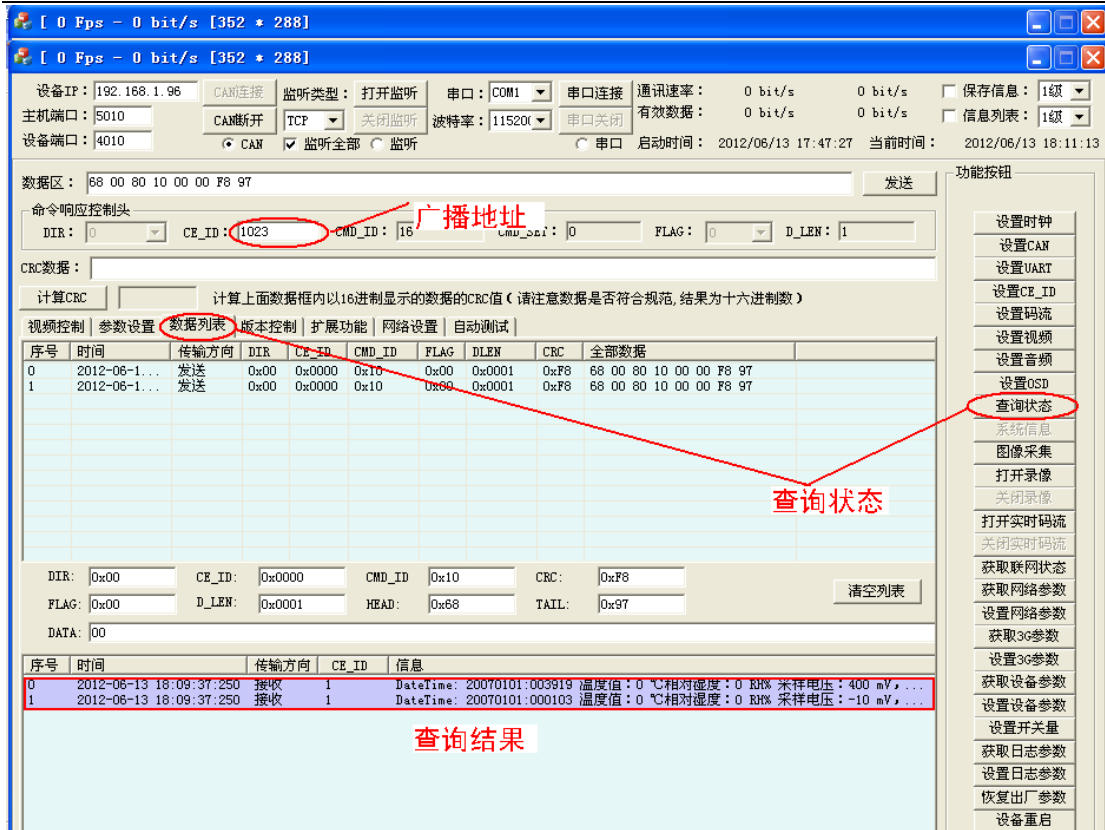 [ 0 Fps - 0 bit/s [352 * 288]
[ 0 Fps - 0 bit/s [352 * 288]
设备IP: 192.168.1.96 CAN连接 监听类型: 打开监听 串口: COM1 串口连接 通讯速率: 0 bit/s 0 bit/s 保存信息: 1级
主机端口: 5010 CAN断开 TCP 关闭监听 波特率: 11520( 串口关闭 有效数据: 0 bit/s 0 bit/s 信息列表: 1级
设备端口: 4010 CAN 监听全部 监听 串口 启动时间: 2012/06/13 17:47:27 当前时间: 2012/06/13 18:11:13
数据区: 68 00 80 10 00 00 F8 97 发送
功能按钮
命令响应控制头
广播地址
DIR: 0 CE_ID: 1023 CMD_ID: 16 CMD_SET: 0 FLAG: 0 D_LEN: 1
CRC数据:
计算CRC 计算上面数据框内以16进制显示的数据的CRC值(请注意数据是否符合规范,结果为十六进制数)
视频控制 参数设置 数据列表 版本控制 扩展功能 网络设置 自动测试
序号 时间 传输方向 DIR CE_ID CMD_ID FLAG DLEN CRC 全部数据
0 2012-06-1... 发送 0x00 0x0000 0x10 0x00 0x0001 0xF8 68 00 80 10 00 00 F8 97
1 2012-06-1... 发送 0x00 0x0000 0x10 0x00 0x0001 0xF8 68 00 80 10 00 00 F8 97
查询状态
DIR: 0x00 CE_ID: 0x0000 CMD_ID 0x10 CRC: 0xF8
清空列表
FLAG: 0x00 D_LEN: 0x0001 HEAD: 0x68 TAIL: 0x97
DATA: 00
序号 时间 传输方向 CE_ID 信息
0 2012-06-13 18:09:37:250 接收 1 DateTime: 20070101:003919 温度值:0 ℃相对湿度:0 RH% 采样电压:400 mV,...
1 2012-06-13 18:09:37:250 接收 1 DateTime: 20070101:000103 温度值:0 ℃相对湿度:0 RH% 采样电压:-10 mV,...
查询结果
设置时钟
设置CAN
设置UART
设置CE_ID
设置码流
设置视频
设置音频
设置OSD
查询状态
系统信息
图像采集
打开录像
关闭录像
打开实时码流
关闭实时码流
获取联网状态
获取网络参数
设置网络参数
获取3G参数
设置3G参数
获取设备参数
设置设备参数
设置开关量
获取日志参数
设置日志参数
恢复出厂参数
设备重启